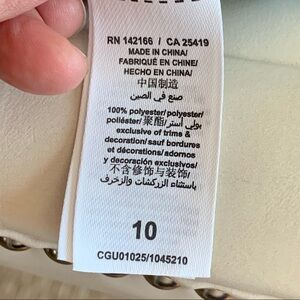 RN 142166 / CA 25419
MADE IN CHINA/
FABRIQUÉ EN CHINE/
HECHO EN CHINA/
中国制造
صنع في الصين
100% polyester/polyester/
poliéster/聚酯/بولي أستر
exclusive of trims &
decoration/sauf bordures
et décorations/adornos
y decoración exclusivos/
不含修饰与装饰/
باستثناء الزركشات والزخرف
10
CGU01025/1045210